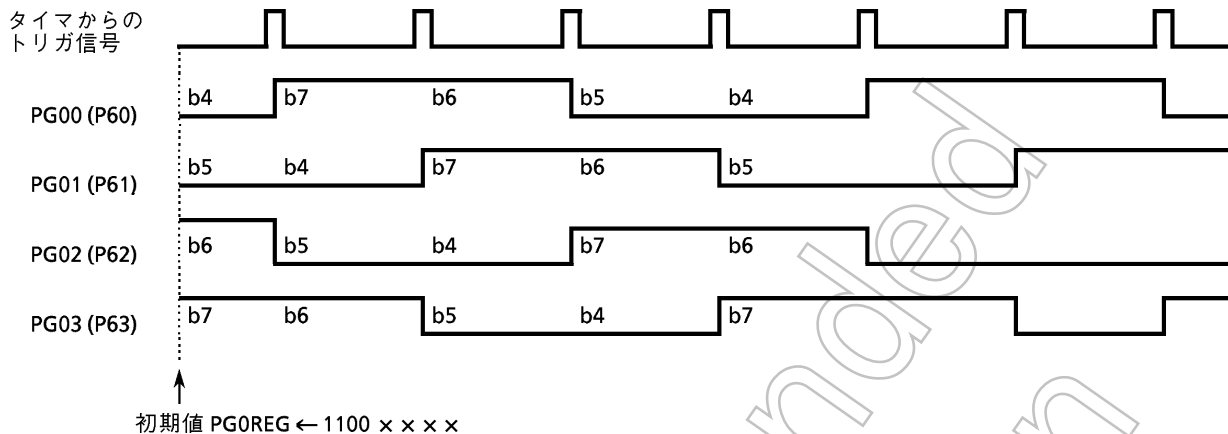 タイマからの
トリガ信号
PG00 (P60)
b4 b7 b6 b5 b4
PG01 (P61)
b5 b4 b7 b6 b5
PG02 (P62)
b6 b5 b4 b7 b6
PG03 (P63)
b7 b6 b5 b4 b7
初期値 PG0REG ← 1100 × × × ×